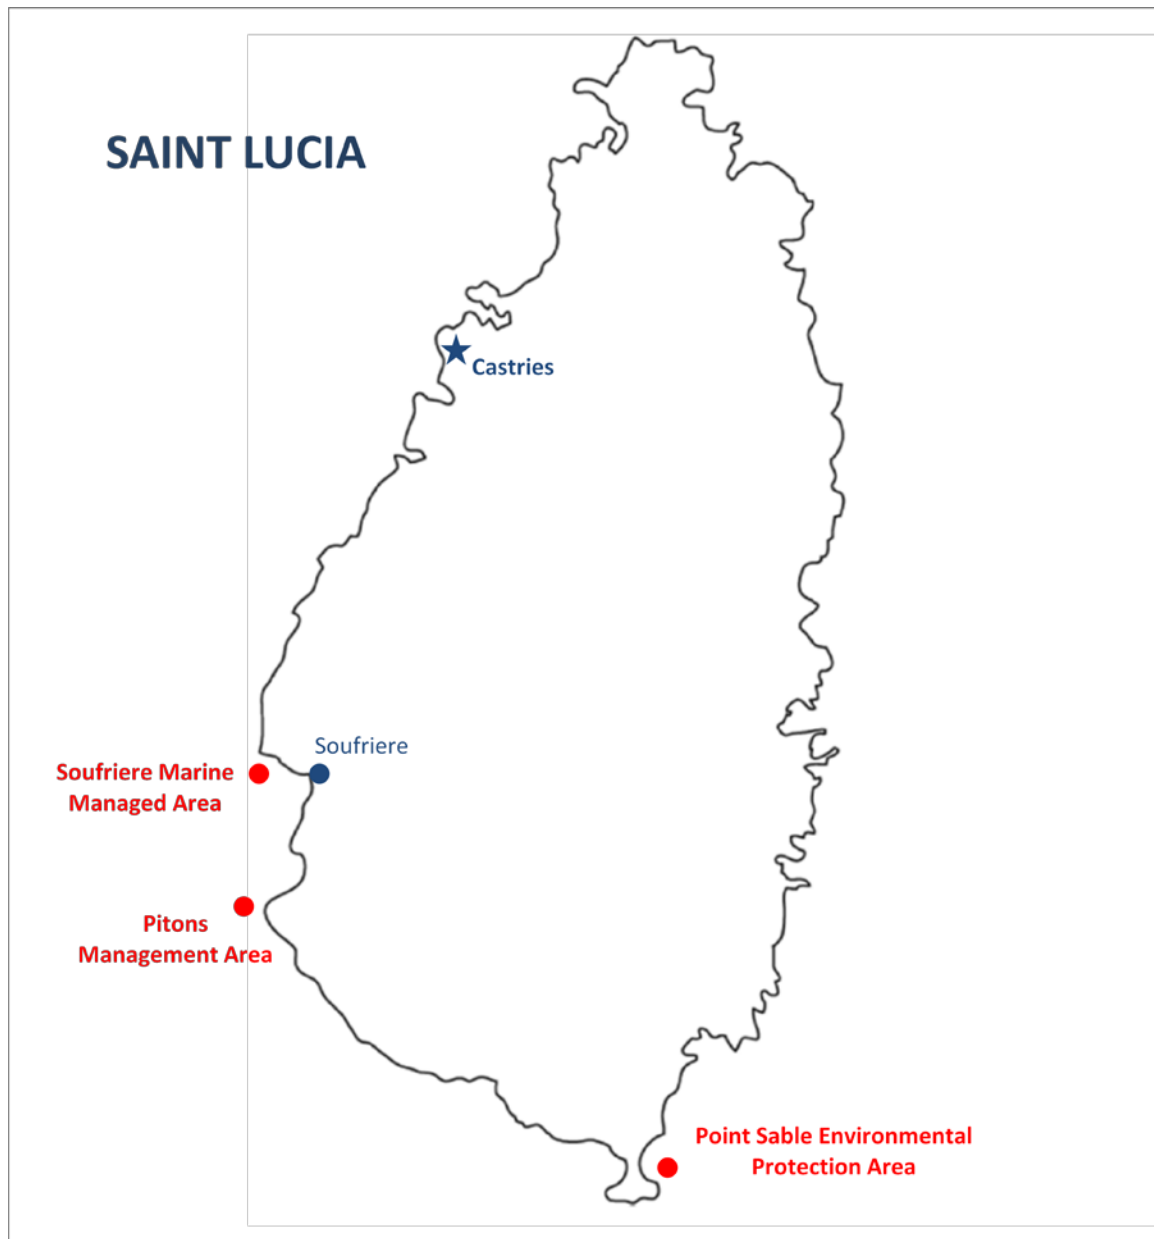 SAINT LUCIA
Castries
Soufriere
Soufriere Marine
Managed Area
Pitons
Management Area
Point Sable Environmental
Protection Area